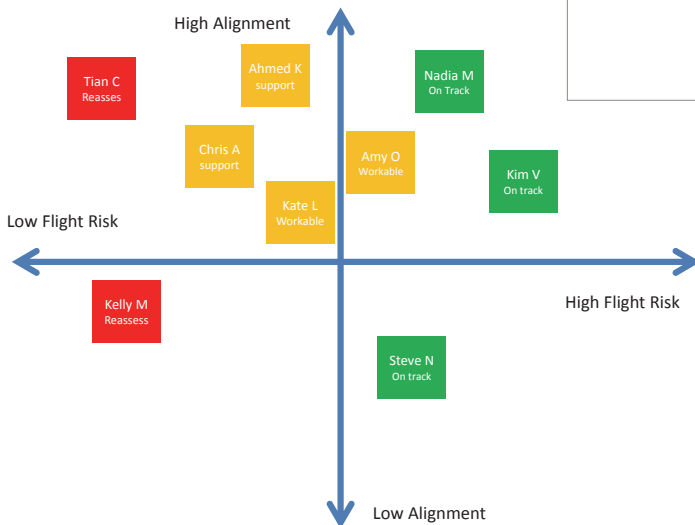 High Alignment
Tian C
Reasses
Ahmed K
support
Nadia M
On Track
Chris A
support
Amy O
Workable
Kim V
On track
Kate L
Workable
Low Flight Risk
Kelly M
Reassess
High Flight Risk
Steve N
On track
Low Alignment